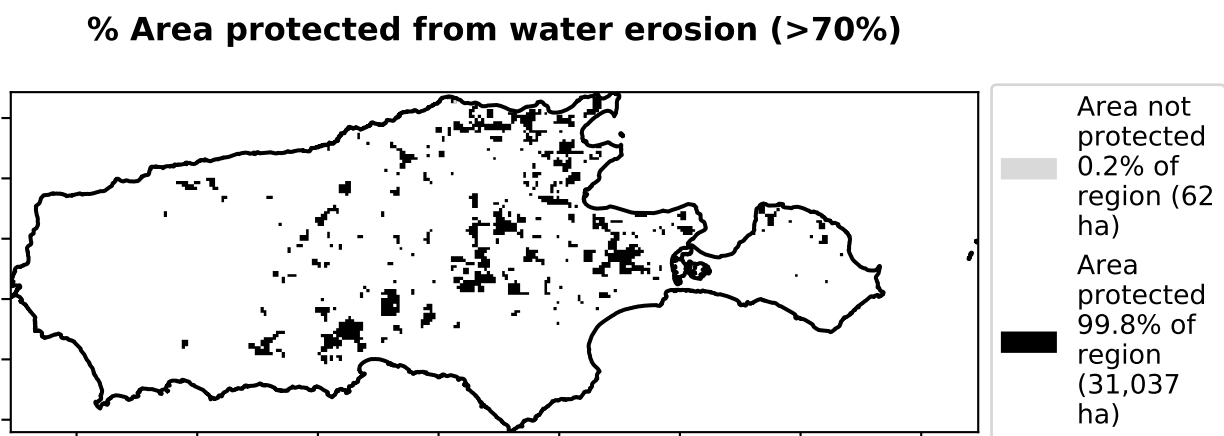 % Area protected from water erosion (>70%)
Area not
protected
0.2% of
region (62
ha)
Area
protected
99.8% of
region
(31,037
ha)